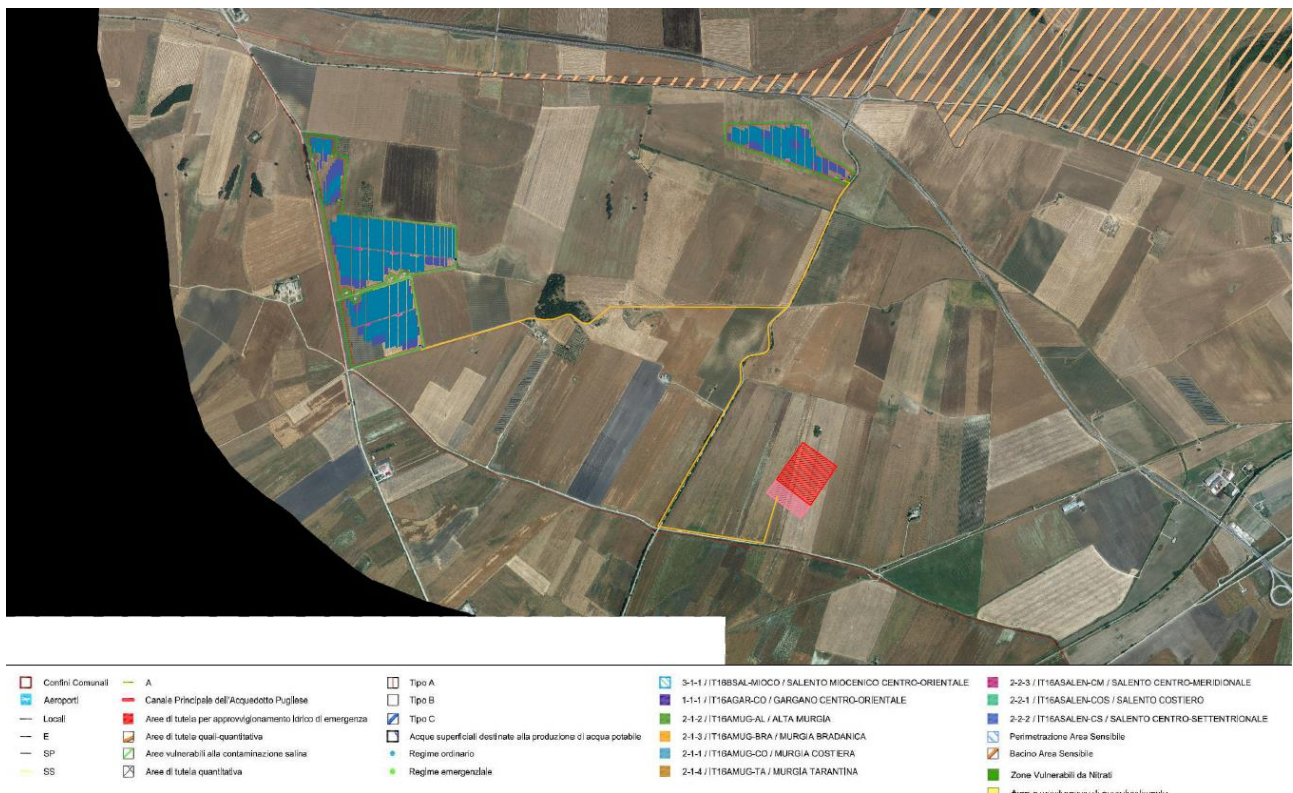 Confini Comunali
Aeroporti
Locali
E
SP
SS
A
Canale Principale dell'Acquedotto Pugliese
Aree di tutela per approvvigionamento idrico di emergenza
Aree di tutela quali-quantitativa
Aree vulnerabili alla contaminazione salina
Aree di tutela quantitativa
Tipo A
Tipo B
Tipo C
Acque superficiali destinate alla produzione di acqua potabile
Regime ordinario
Regime emergenziale
3-1-1 / IT16BSAL-MIOCO / SALENTO MIOCENICO CENTRO-ORIENTALE
1-1-1 / IT16AGAR-CO / GARGANO CENTRO-ORIENTALE
2-1-2 / IT16AMUG-AL / ALTA MURGIA
2-1-3 / IT16AMUG-BRA / MURGIA BRADANICA
2-1-1 / IT16AMUG-CO / MURGIA COSTIERA
2-1-4 / IT16AMUG-TA / MURGIA TARANTINA
2-2-3 / IT16ASALEN-CM / SALENTO CENTRO-MERIDIONALE
2-2-1 / IT16ASALEN-COS / SALENTO COSTIERO
2-2-2 / IT16ASALEN-CS / SALENTO CENTRO-SETTENTRIONALE
Perimetrazione Area Sensibile
Bacino Area Sensibile
Zone Vulnerabili da Nitrati